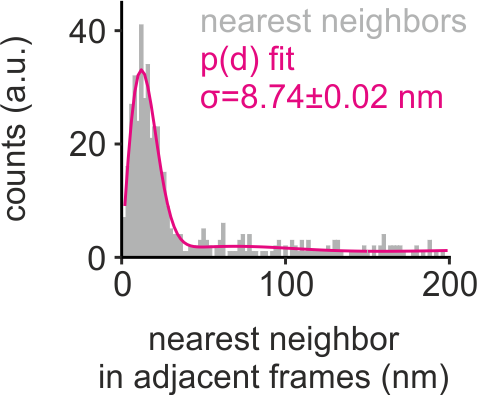 nearest neighbors
p(d) fit
σ=8.74±0.02 nm
counts (a.u.)
40
20
0
0 100 200
nearest neighbor
in adjacent frames (nm)